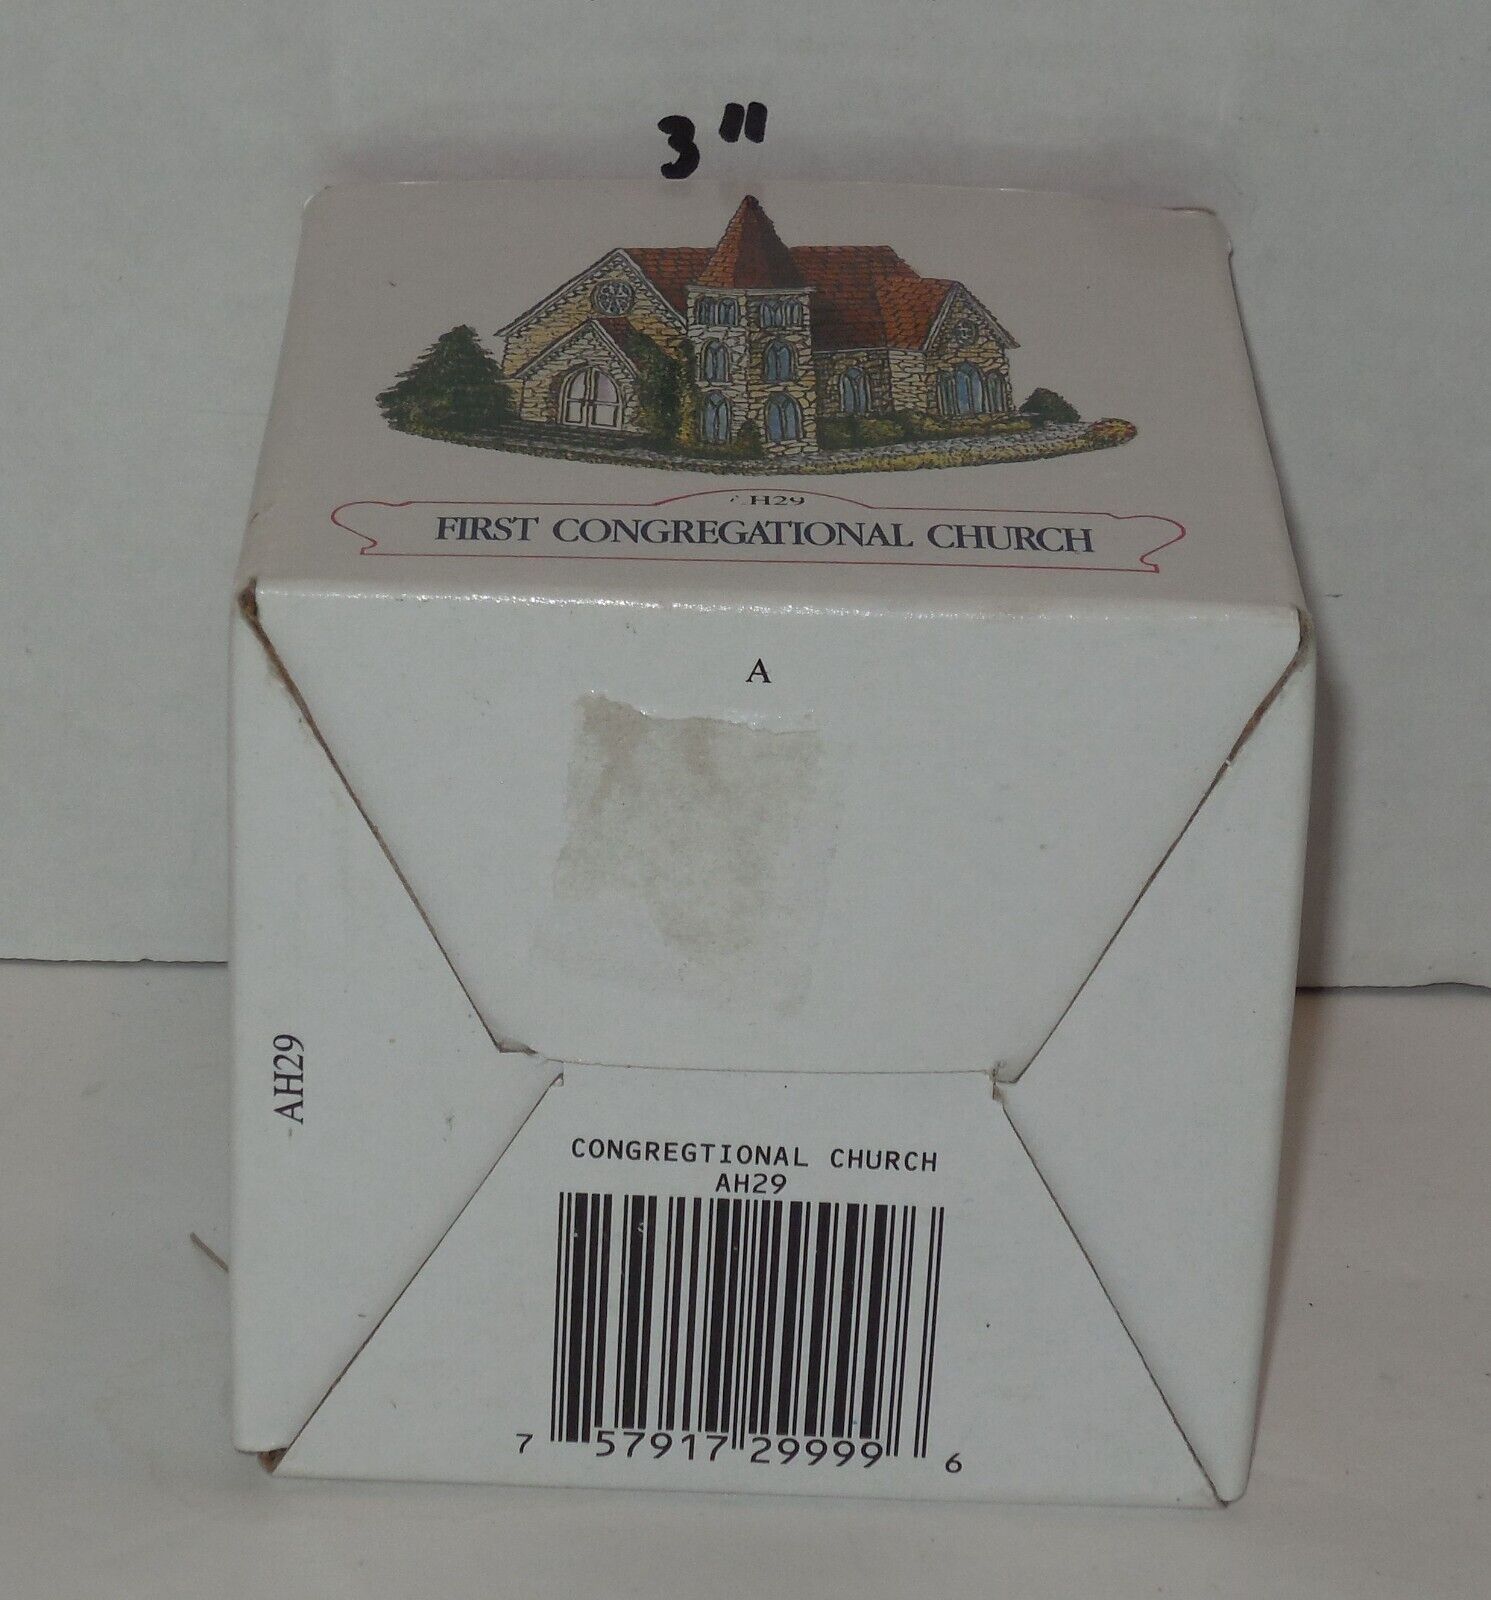 3"
AH29
FIRST CONGREGATIONAL CHURCH
A
AH29
CONGREGTIONAL CHURCH
AH29
7 57917 29999 6